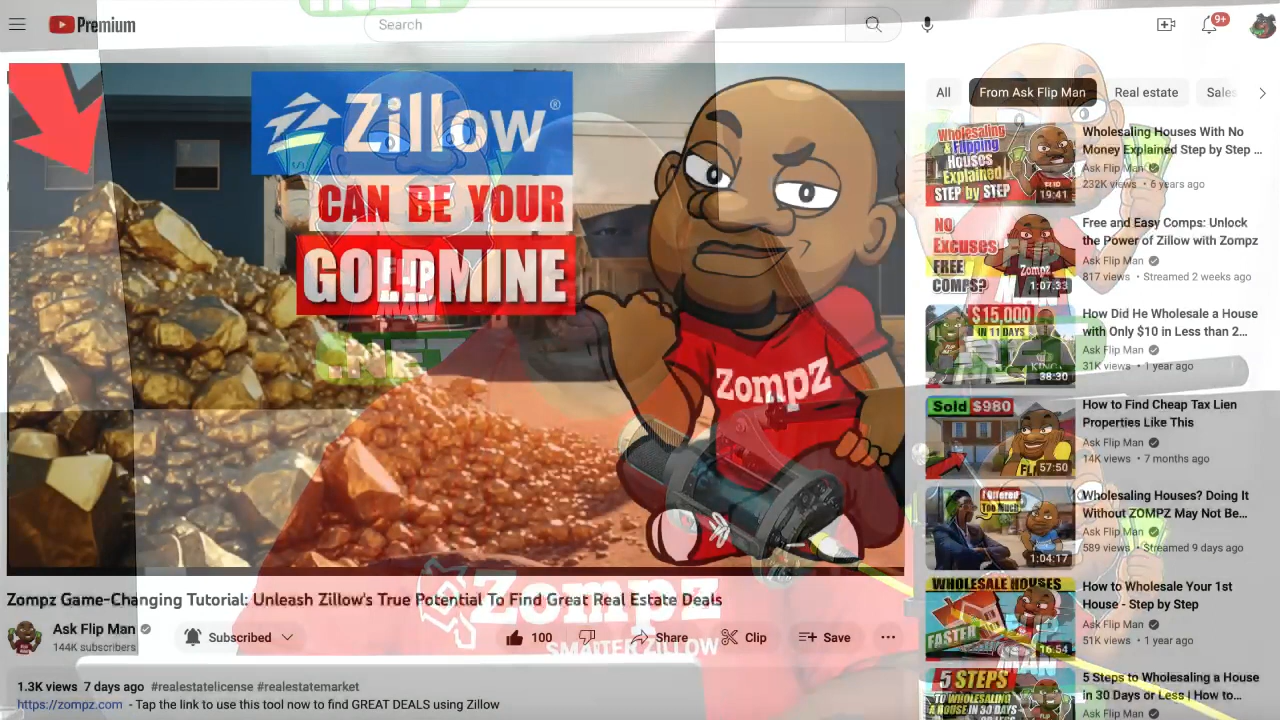 Premium
Search
9+
Zillow®
CAN BE YOUR
GOLDMINE
Zompz
FLIP
MAN
Zompz
SMARTER ZILLOW
Zompz Game-Changing Tutorial: Unleash Zillow's True Potential To Find Great Real Estate Deals
Ask Flip Man
144K subscribers
Subscribed
100
Share
Clip
Save
1.3K views 7 days ago #realestatelicense #realestatemarket
https://zompz.com - Tap the link to use this tool now to find GREAT DEALS using Zillow
All
From Ask Flip Man
Real estate
Sales
Wholesaling
& Flipping
Houses
Explained
STEP by STEP
19:41
Wholesaling Houses With No
Money Explained Step by Step ...
Ask Flip Man
232K views • 6 years ago
NO
Excuses
FREE
COMPS?
Zompz
1:07:33
Free and Easy Comps: Unlock
the Power of Zillow with Zompz
Ask Flip Man
817 views • Streamed 2 weeks ago
$15,000
IN 11 DAYS
38:30
How Did He Wholesale a House
with Only $10 in Less than 2...
Ask Flip Man
31K views • 1 year ago
Sold $980
57:50
How to Find Cheap Tax Lien
Properties Like This
Ask Flip Man
14K views • 7 months ago
I Offered
Too Much
1:04:17
Wholesaling Houses? Doing It
Without ZOMPZ May Not Be...
Ask Flip Man
589 views • Streamed 9 days ago
WHOLESALE HOUSES
FASTER
16:54
How to Wholesale Your 1st
House - Step by Step
Ask Flip Man
51K views • 1 year ago
MAN
5 STEPS
TO WHOLESALING
A HOUSE IN 30 DAYS
OR LESS
5 Steps to Wholesaling a House
in 30 Days or Less | How to...
Ask Flip Man